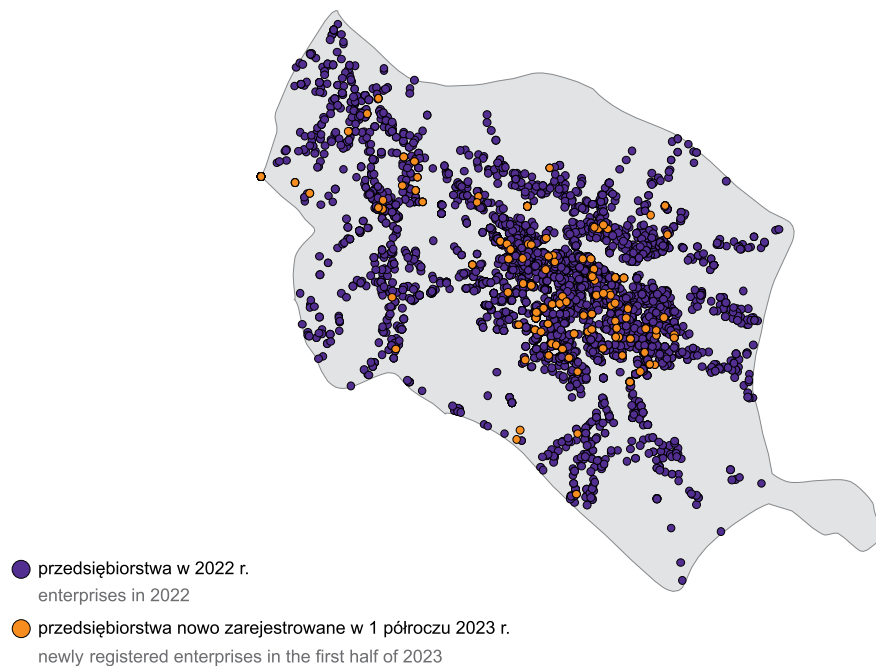 przedsiębiorstwa w 2022 r.
enterprises in 2022
przedsiębiorstwa nowo zarejestrowane w 1 półroczu 2023 r.
newly registered enterprises in the first half of 2023